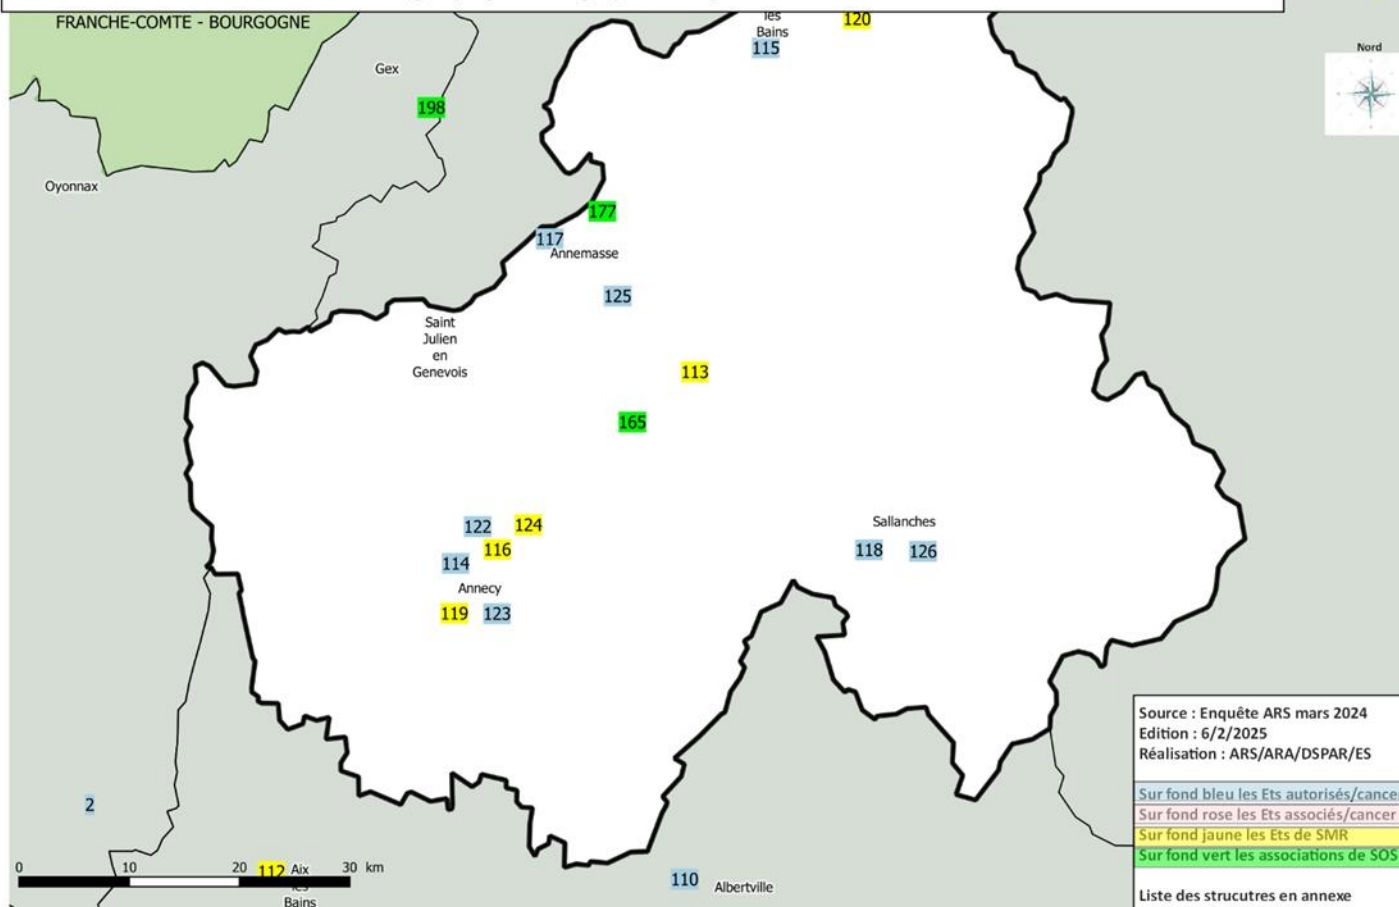 FRANCHE-COMTE - BOURGOGNE
les
Bains
120
115
Nord
Gex
198
Oyonnax
177
117
Annemasse
125
Saint
Julien
en
Genevois
113
165
122
124
116
114
Annecy
119
123
Sallanches
118
126
2
Source : Enquête ARS mars 2024
Edition : 6/2/2025
Réalisation : ARS/ARA/DSPAR/ES
Sur fond bleu les Ets autorisés/cance
Sur fond rose les Ets associés/cancer
Sur fond jaune les Ets de SMR
Sur fond vert les associations de SOS
Liste des strucutres en annexe
0 10 20 30 km
112 Aix
les
Bains
110
Albertville